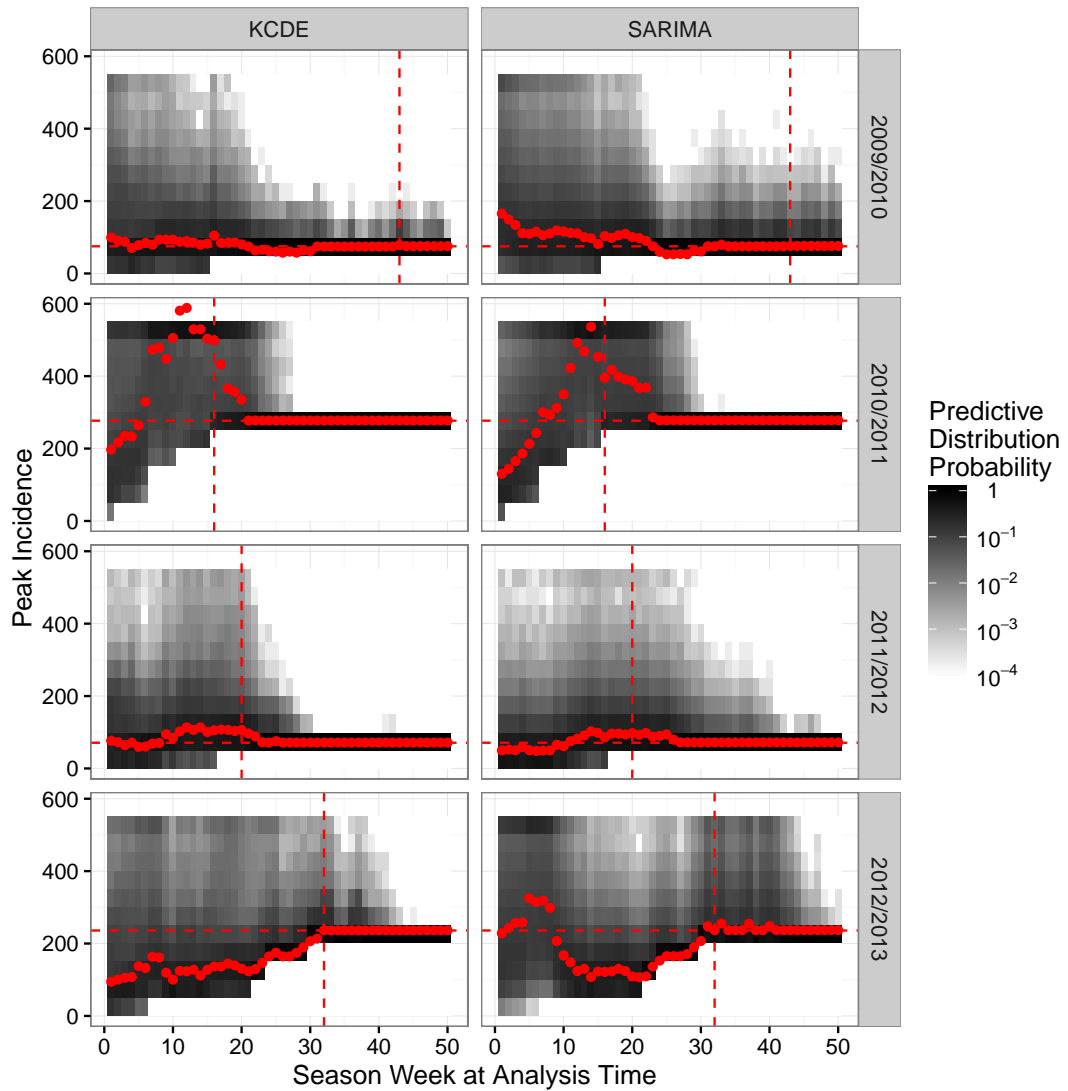 KCDE
SARIMA
600
400
200
0
2009/2010
600
400
200
0
2010/2011
600
400
200
0
2011/2012
600
400
200
0
2012/2013
Peak Incidence
0 10 20 30 40 50
0 10 20 30 40 50
Season Week at Analysis Time
Predictive
Distribution
Probability
1
10⁻¹
10⁻²
10⁻³
10⁻⁴